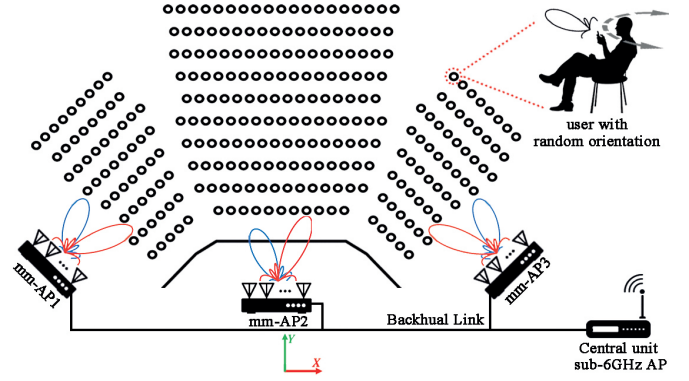 user with
random orientation
mm-AP1
mm-AP2
mm-AP3
Backhual Link
Central unit
sub-6GHz AP
Y
X